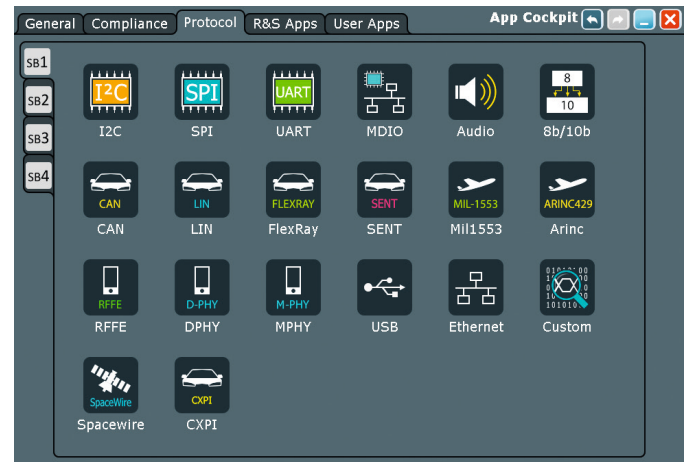 General Compliance Protocol R&S Apps User Apps App Cockpit
SB1
SB2
SB3
SB4
I²C SPI UART 8
10
I2C SPI UART MDIO Audio 8b/10b
CAN LIN FLEXRAY SENT MIL-1553 ARINC429
CAN LIN FlexRay SENT Mil1553 Arinc
RFFE D-PHY M-PHY
101010
RFFE DPHY MPHY USB Ethernet Custom
SpaceWire CXPI
Spacewire CXPI